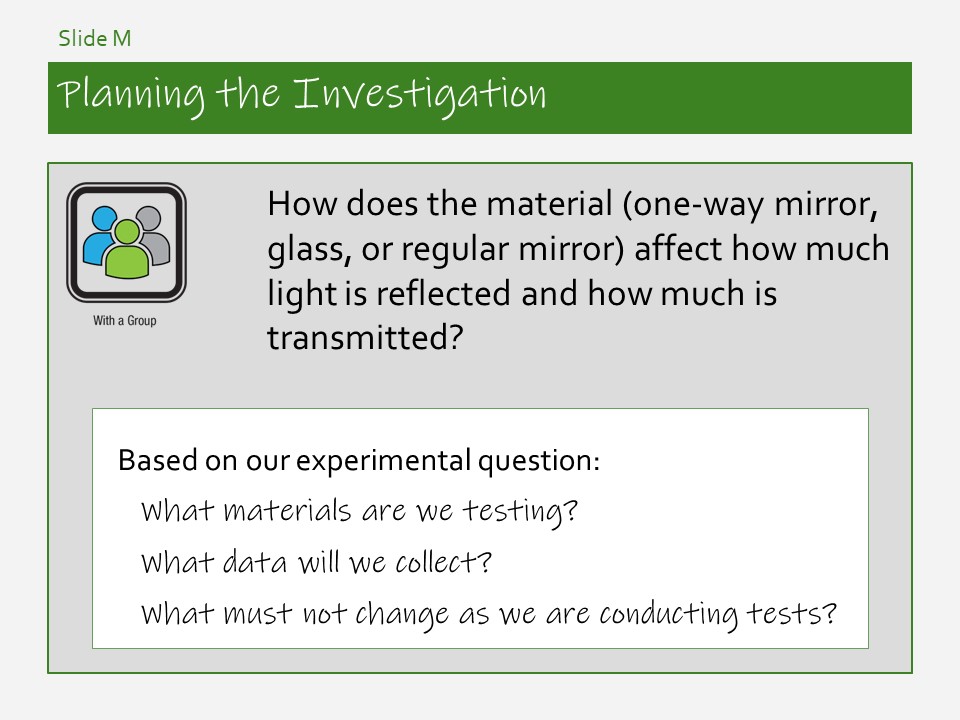 Slide M
Planning the Investigation
With a Group
How does the material (one-way mirror,
glass, or regular mirror) affect how much
light is reflected and how much is
transmitted?
Based on our experimental question:
What materials are we testing?
What data will we collect?
What must not change as we are conducting tests?